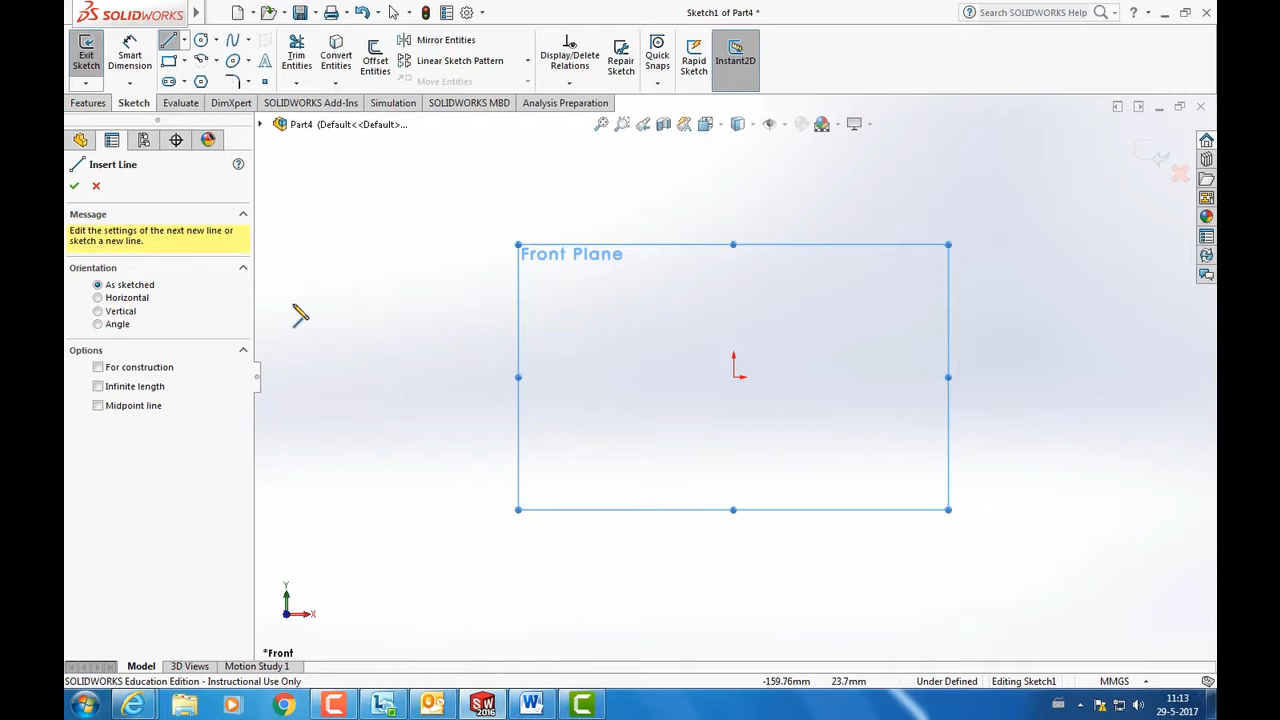 SOLIDWORKS
Sketch1 of Part4 *
Search SOLIDWORKS Help
Exit Sketch
Smart Dimension
Trim Entities
Convert Entities
Offset Entities
Mirror Entities
Linear Sketch Pattern
Move Entities
Display/Delete Relations
Repair Sketch
Quick Snaps
Rapid Sketch
Instant2D
Features Sketch Evaluate DimXpert SOLIDWORKS Add-Ins Simulation SOLIDWORKS MBD Analysis Preparation
Part4 (Default<<Default>...
Insert Line
Message
Edit the settings of the next new line or
sketch a new line.
Orientation
As sketched
Horizontal
Vertical
Angle
Options
For construction
Infinite length
Midpoint line
Front Plane
Y
X
*Front
Model 3D Views Motion Study 1
SOLIDWORKS Education Edition - Instructional Use Only
-159.76mm 23.7mm Under Defined Editing Sketch1 MMGS
SW 2016
11:13
29-5-2017